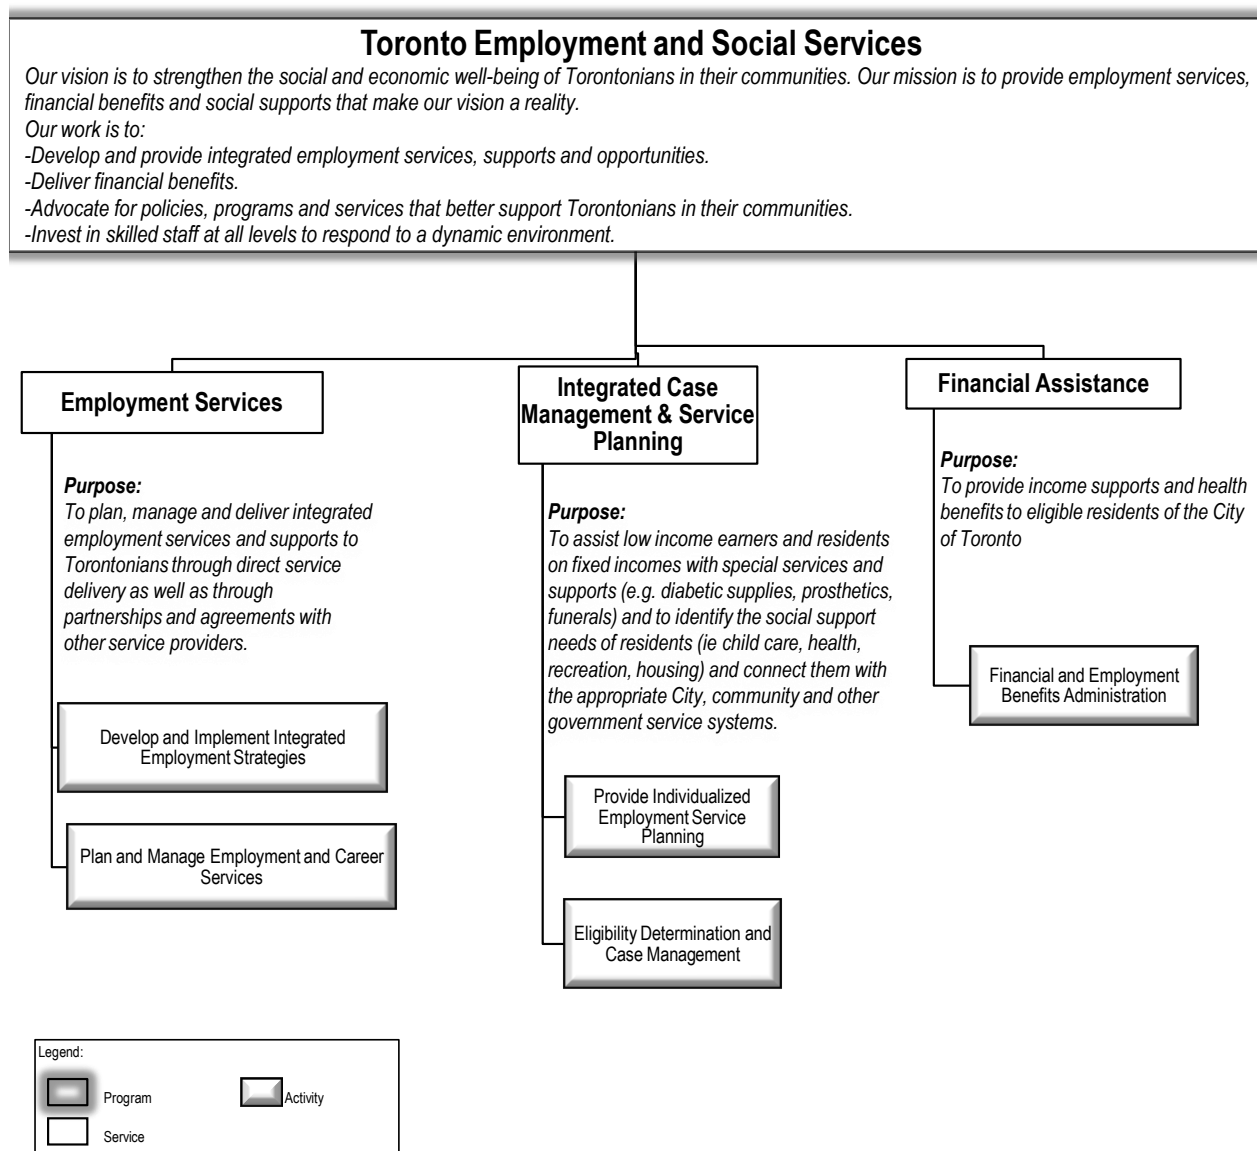 Toronto Employment and Social Services
Our vision is to strengthen the social and economic well-being of Torontonians in their communities. Our mission is to provide employment services,
financial benefits and social supports that make our vision a reality.
Our work is to:
-Develop and provide integrated employment services, supports and opportunities.
-Deliver financial benefits.
-Advocate for policies, programs and services that better support Torontonians in their communities.
-Invest in skilled staff at all levels to respond to a dynamic environment.
Employment Services
Purpose:
To plan, manage and deliver integrated
employment services and supports to
Torontonians through direct service
delivery as well as through
partnerships and agreements with
other service providers.
Develop and Implement Integrated
Employment Strategies
Plan and Manage Employment and Career
Services
Integrated Case
Management & Service
Planning
Purpose:
To assist low income earners and residents
on fixed incomes with special services and
supports (e.g. diabetic supplies, prosthetics,
funerals) and to identify the social support
needs of residents (ie child care, health,
recreation, housing) and connect them with
the appropriate City, community and other
government service systems.
Provide Individualized
Employment Service
Planning
Eligibility Determination and
Case Management
Financial Assistance
Purpose:
To provide income supports and health
benefits to eligible residents of the City
of Toronto
Financial and Employment
Benefits Administration
Legend:
Program
Activity
Service